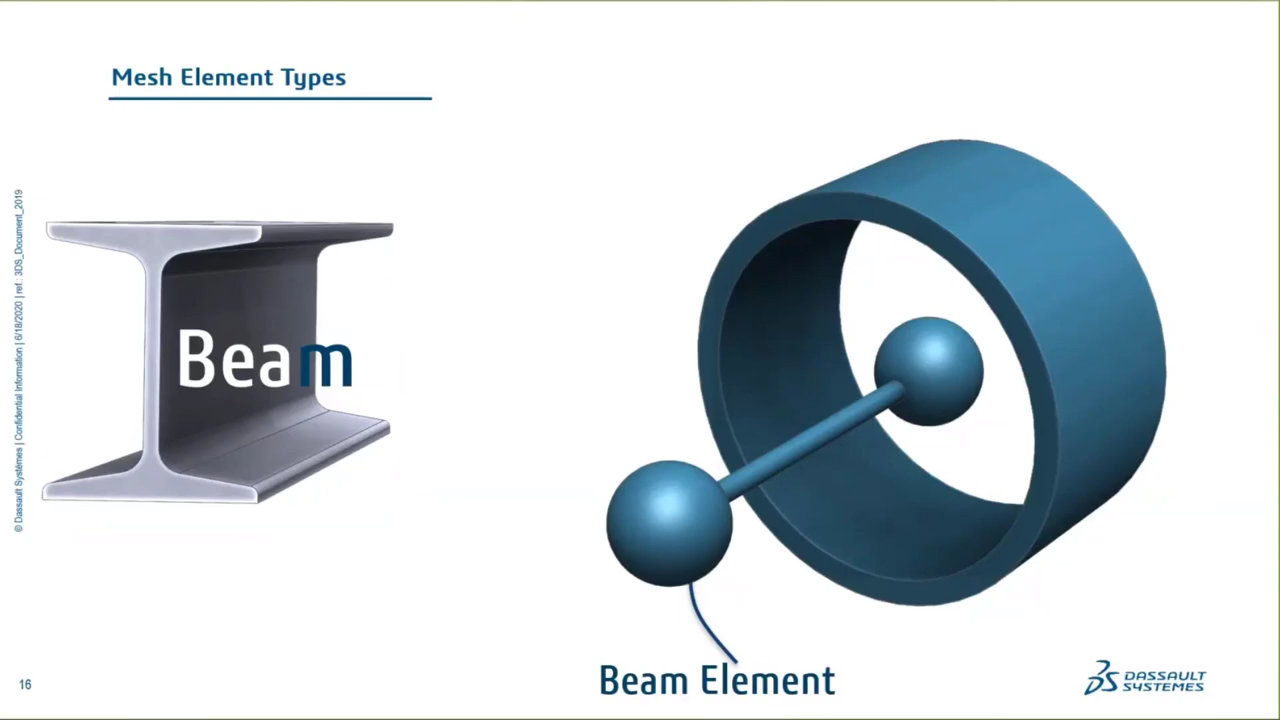 Mesh Element Types
© Dassault Systèmes | Confidential Information | 6/18/2020 | ref.: 3DS_Document_2019
Beam
Beam Element
16
DASSAULT
SYSTEMES